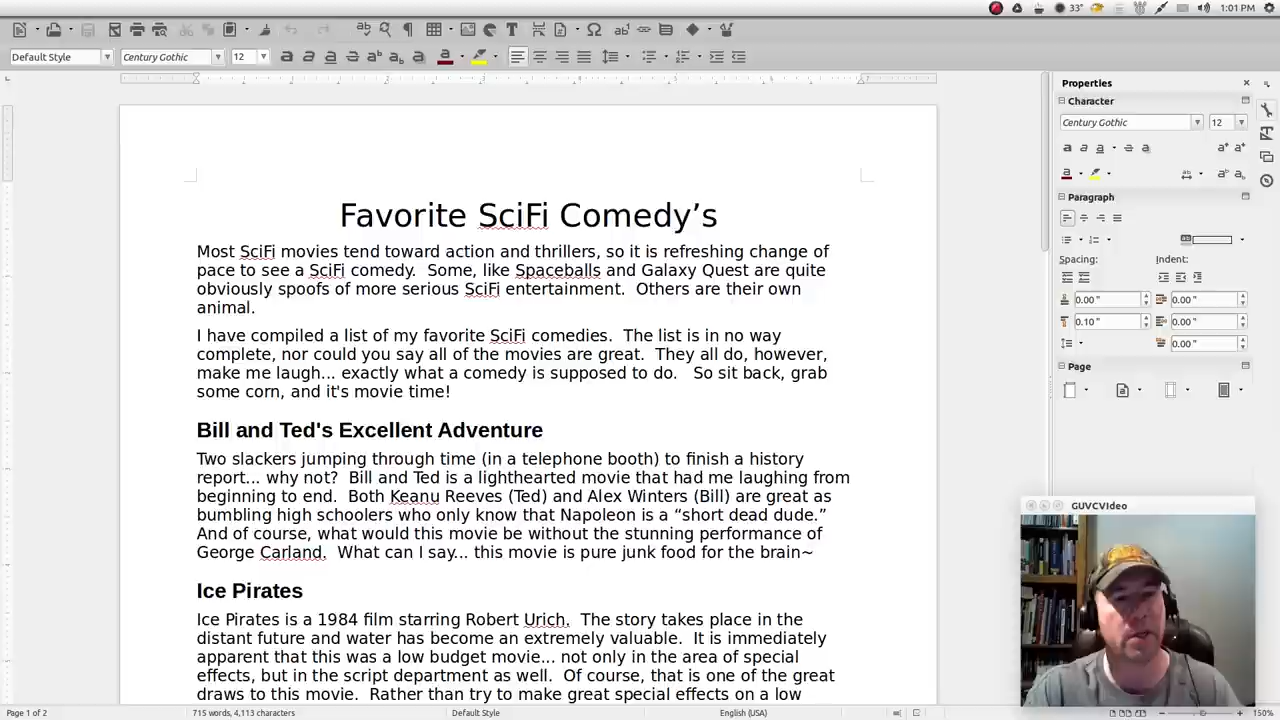 33°
1:01 PM
Default Style
Century Gothic
12
Properties
Character
Century Gothic
12
Paragraph
Spacing:
Indent:
0.00 "
0.00 "
0.10 "
0.00 "
0.00 "
Page
Favorite SciFi Comedy’s
Most SciFi movies tend toward action and thrillers, so it is refreshing change of
pace to see a SciFi comedy.  Some, like Spaceballs and Galaxy Quest are quite
obviously spoofs of more serious SciFi entertainment.  Others are their own
animal.
I have compiled a list of my favorite SciFi comedies.  The list is in no way
complete, nor could you say all of the movies are great.  They all do, however,
make me laugh... exactly what a comedy is supposed to do.   So sit back, grab
some corn, and it's movie time!
Bill and Ted's Excellent Adventure
Two slackers jumping through time (in a telephone booth) to finish a history
report... why not?  Bill and Ted is a lighthearted movie that had me laughing from
beginning to end.  Both Keanu Reeves (Ted) and Alex Winters (Bill) are great as
bumbling high schoolers who only know that Napoleon is a “short dead dude.”
And of course, what would this movie be without the stunning performance of
George Carland.  What can I say... this movie is pure junk food for the brain~
Ice Pirates
Ice Pirates is a 1984 film starring Robert Urich.  The story takes place in the
distant future and water has become an extremely valuable.  It is immediately
apparent that this was a low budget movie... not only in the area of special
effects, but in the script department as well.  Of course, that is one of the great
draws to this movie.  Rather than try to make great special effects on a low
GUVCVIdeo
Page 1 of 2
715 words, 4,113 characters
Default Style
English (USA)
150%